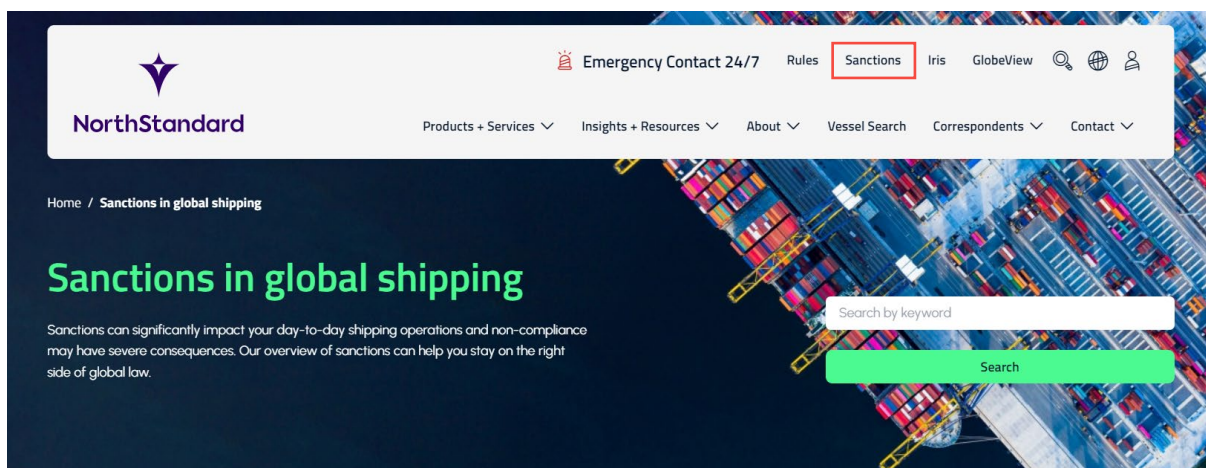 Emergency Contact 24/7 Rules Sanctions Iris GlobeView
NorthStandard
Products + Services Insights + Resources About Vessel Search Correspondents Contact
Home / Sanctions in global shipping
Sanctions in global shipping
Search by keyword
Sanctions can significantly impact your day-to-day shipping operations and non-compliance
may have severe consequences. Our overview of sanctions can help you stay on the right
side of global law.
Search